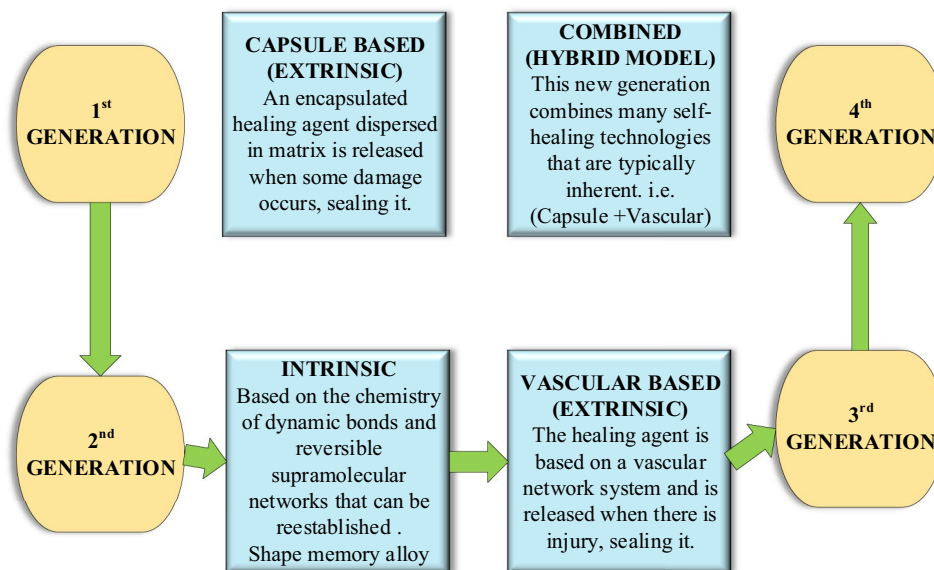 1st
GENERATION
CAPSULE BASED
(EXTRINSIC)
An encapsulated
healing agent dispersed
in matrix is released
when some damage
occurs, sealing it.
COMBINED
(HYBRID MODEL)
This new generation
combines many self-
healing technologies
that are typically
inherent. i.e.
(Capsule +Vascular)
4th
GENERATION
2nd
GENERATION
INTRINSIC
Based on the chemistry
of dynamic bonds and
reversible
supramolecular
networks that can be
reestablished .
Shape memory alloy
VASCULAR BASED
(EXTRINSIC)
The healing agent is
based on a vascular
network system and is
released when there is
injury, sealing it.
3rd
GENERATION